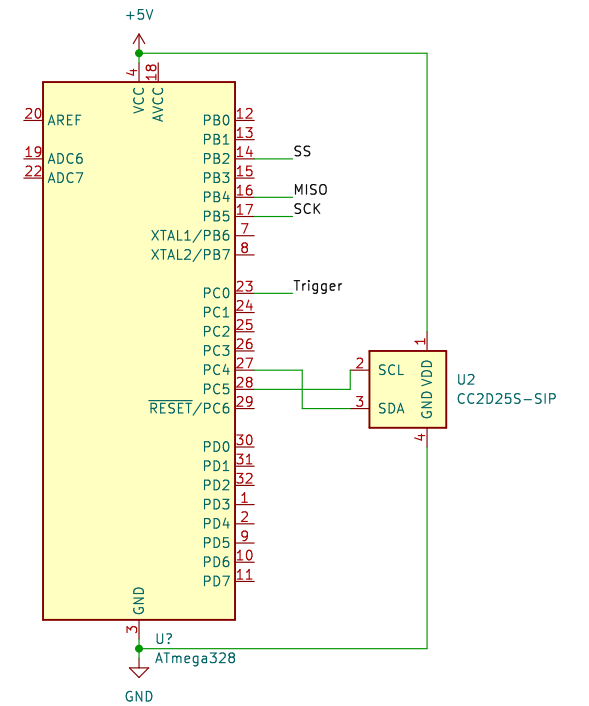 +5V
4
18
VCC
AVCC
20 AREF
19 ADC6
22 ADC7
PB0 12
PB1 13
PB2 14 SS
PB3 15
PB4 16 MISO
PB5 17 SCK
XTAL1/PB6 7
XTAL2/PB7 8
PC0 23 Trigger
PC1 24
PC2 25
PC3 26
PC4 27
PC5 28
RESET/PC6 29
PD0 30
PD1 31
PD2 32
PD3 1
PD4 2
PD5 9
PD6 10
PD7 11
GND
3
U?
ATmega328
GND
1
2 SCL
VDD
3 SDA
GND
4
U2
CC2D25S-SIP